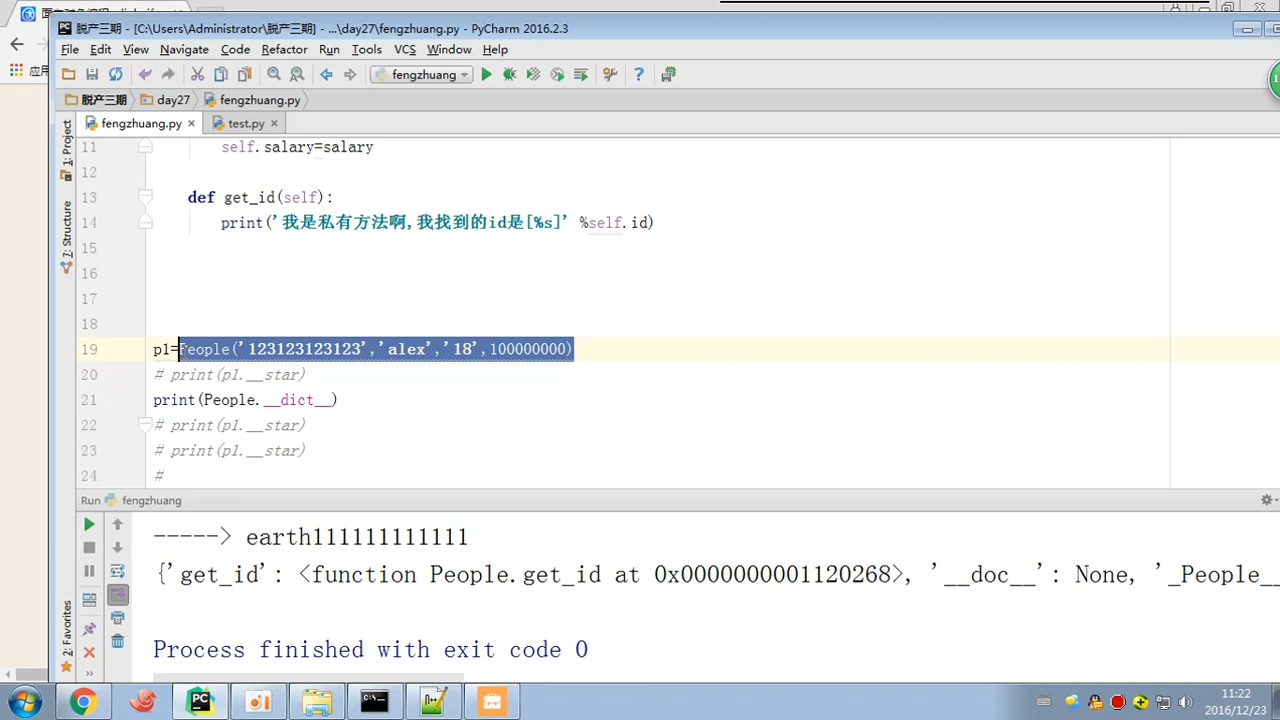 脱产三期 - [C:\Users\Administrator\脱产三期] - ...\day27\fengzhuang.py - PyCharm 2016.2.3
File Edit View Navigate Code Refactor Run Tools VCS Window Help
应用
fengzhuang
脱产三期 day27 fengzhuang.py
fengzhuang.py test.py
1: Project
7: Structure
2: Favorites
11 self.salary=salary
12
13 def get_id(self):
14 print('我是私有方法啊,我找到的id是[%s]' %self.id)
15
16
17
18
19 p1=People('123123123123','alex','18',100000000)
20 # print(p1.__star)
21 print(People.__dict__)
22 # print(p1.__star)
23 # print(p1.__star)
24 #
Run fengzhuang
-----> earth111111111111
{'get_id': <function People.get_id at 0x0000000001120268>, '__doc__': None, '_People__
Process finished with exit code 0
11:22
2016/12/23